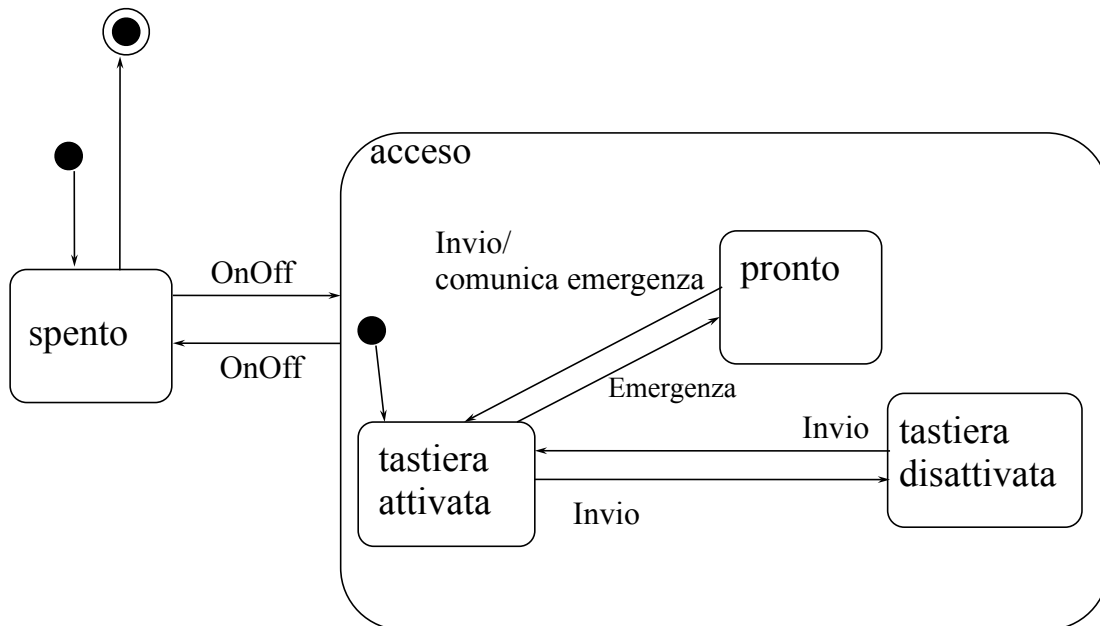 acceso
Invio/
comunica emergenza
pronto
OnOff
spento
OnOff
Emergenza
tastiera
attivata
Invio
tastiera
disattivata
Invio